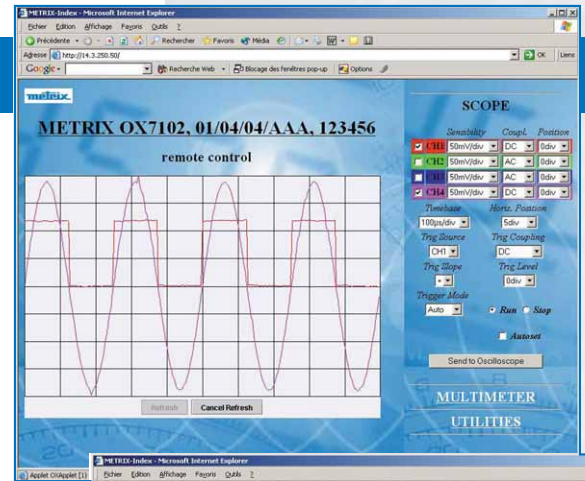 METRIX-Index - Microsoft Internet Explorer
Fichier Edition Affichage Favoris Outils ?
Précédente Rechercher Favoris Média
Adresse http://14.3.250.50/ OK Liens
Google Recherche Web Blocage des fenêtres pop-up Options
metrix
METRIX OX7102, 01/04/04/AAA, 123456
remote control
Refresh Cancel Refresh
SCOPE
Sensibility Coupl. Position
CH1 50mV/div DC 0div
CH2 50mV/div AC 0div
CH3 50mV/div AC 0div
CH4 50mV/div DC 0div
Timebase Horiz. Position
100µs/div 5div
Trig Source Trig Coupling
CH1 DC
Trig Slope Trig Level
+ 0div
Trigger Mode
Auto Run Stop
Autoset
Send to Oscilloscope
MULTIMETER
UTILITIES
Applet OXApplet [1]
METRIX-Index - Microsoft Internet Explorer
Fichier Edition Affichage Favoris Outils ?